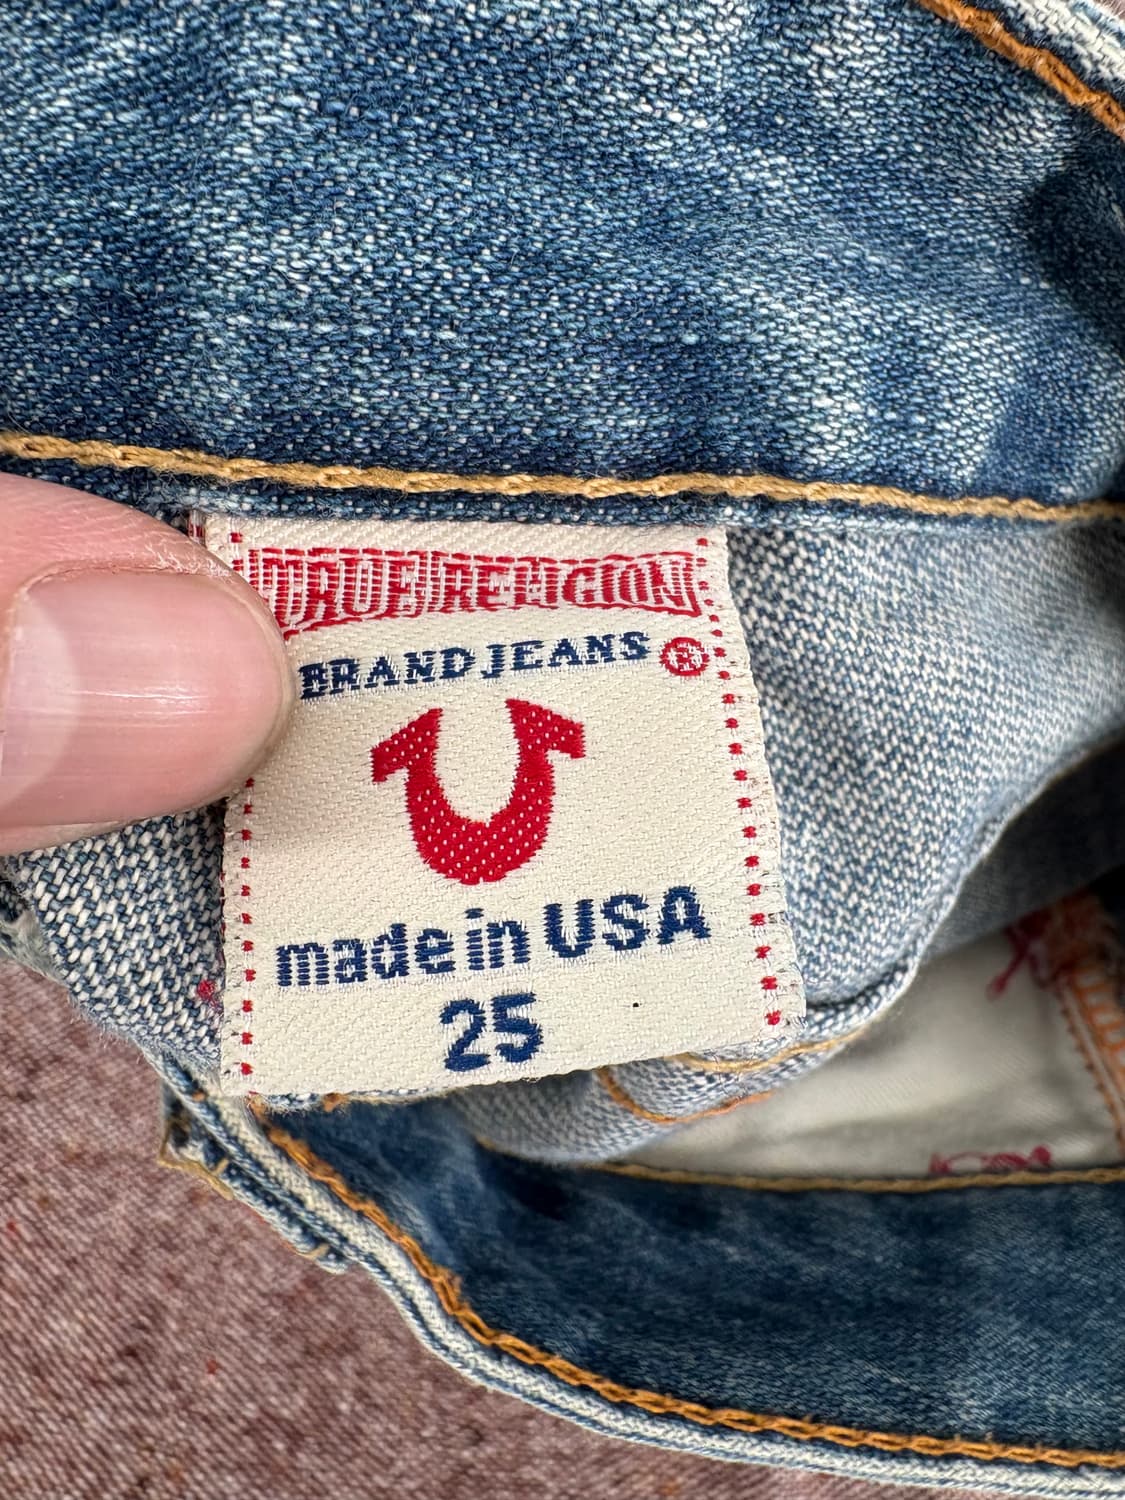 TRUE RELIGION
BRAND JEANS ®
made in USA
25